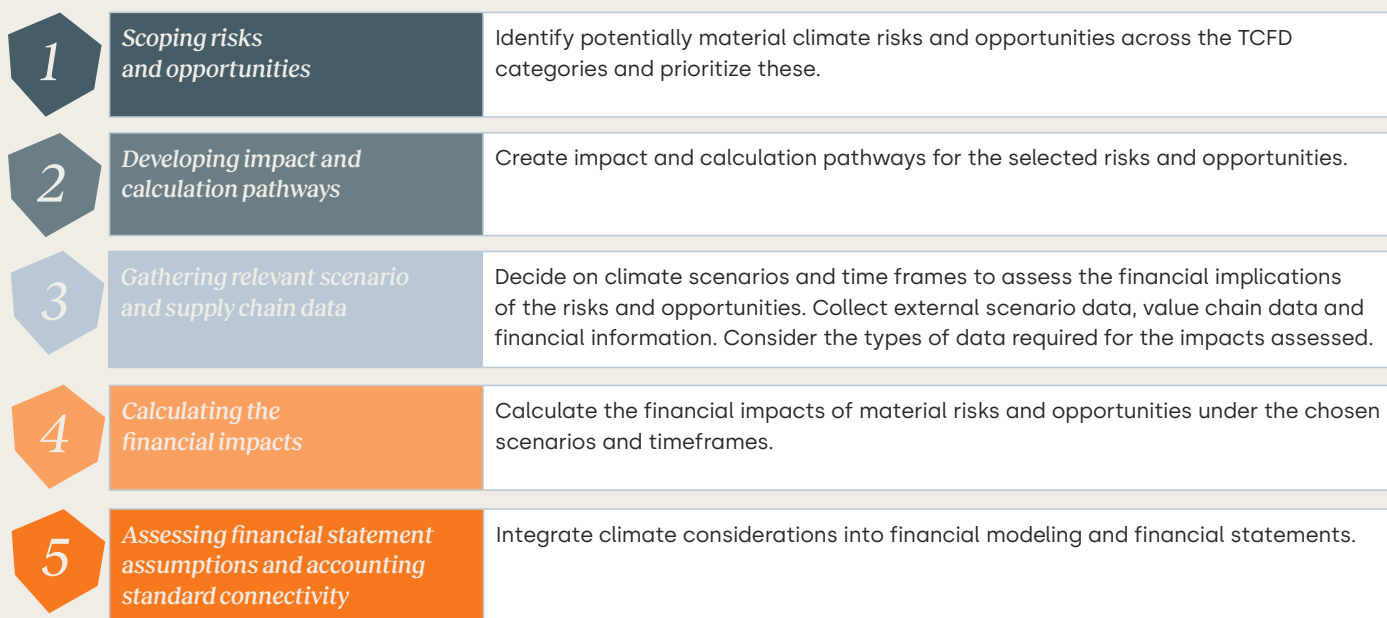 1
Scoping risks
and opportunities
Identify potentially material climate risks and opportunities across the TCFD
categories and prioritize these.
2
Developing impact and
calculation pathways
Create impact and calculation pathways for the selected risks and opportunities.
3
Gathering relevant scenario
and supply chain data
Decide on climate scenarios and time frames to assess the financial implications
of the risks and opportunities. Collect external scenario data, value chain data and
financial information. Consider the types of data required for the impacts assessed.
4
Calculating the
financial impacts
Calculate the financial impacts of material risks and opportunities under the chosen
scenarios and timeframes.
5
Assessing financial statement
assumptions and accounting
standard connectivity
Integrate climate considerations into financial modeling and financial statements.